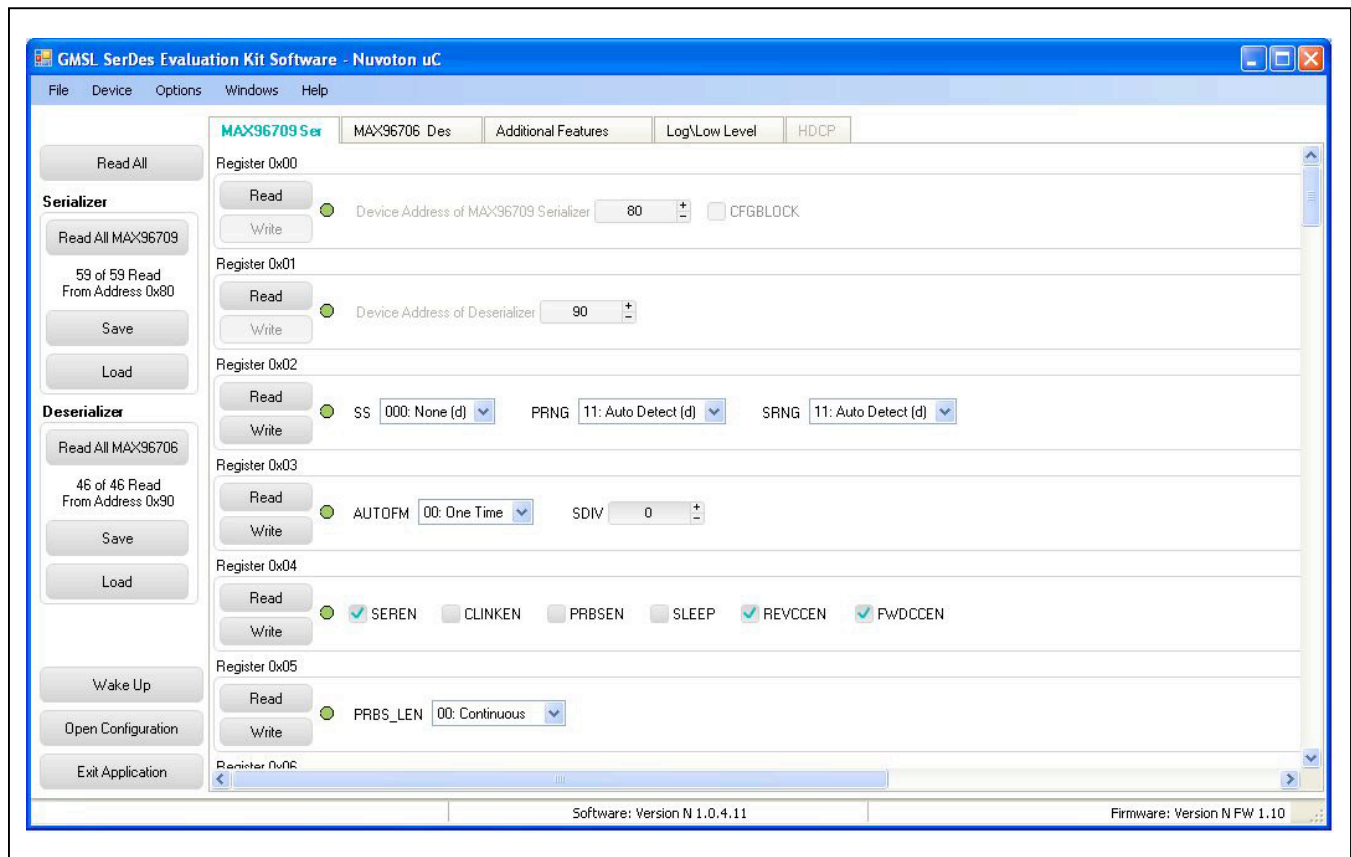 GMSL SerDes Evaluation Kit Software - Nuvoton uC
File Device Options Windows Help
MAX96709 Ser MAX96706 Des Additional Features Log\Low Level HDCP
Read All
Serializer
Read All MAX96709
59 of 59 Read
From Address 0x80
Save
Load
Deserializer
Read All MAX96706
46 of 46 Read
From Address 0x90
Save
Load
Wake Up
Open Configuration
Exit Application
Register 0x00
Read
Write
Device Address of MAX96709 Serializer 80 + - CFGBLOCK
Register 0x01
Read
Write
Device Address of Deserializer 90 + -
Register 0x02
Read
Write
SS 000: None (d) PRNG 11: Auto Detect (d) SRNG 11: Auto Detect (d)
Register 0x03
Read
Write
AUTOFM 00: One Time SDIV 0 + -
Register 0x04
Read
Write
SEREN CLINKEN PRBSEN SLEEP REVCCEN FWDCCEN
Register 0x05
Read
Write
PRBS_LEN 00: Continuous
Register 0x06
Software: Version N 1.0.4.11
Firmware: Version N FW 1.10